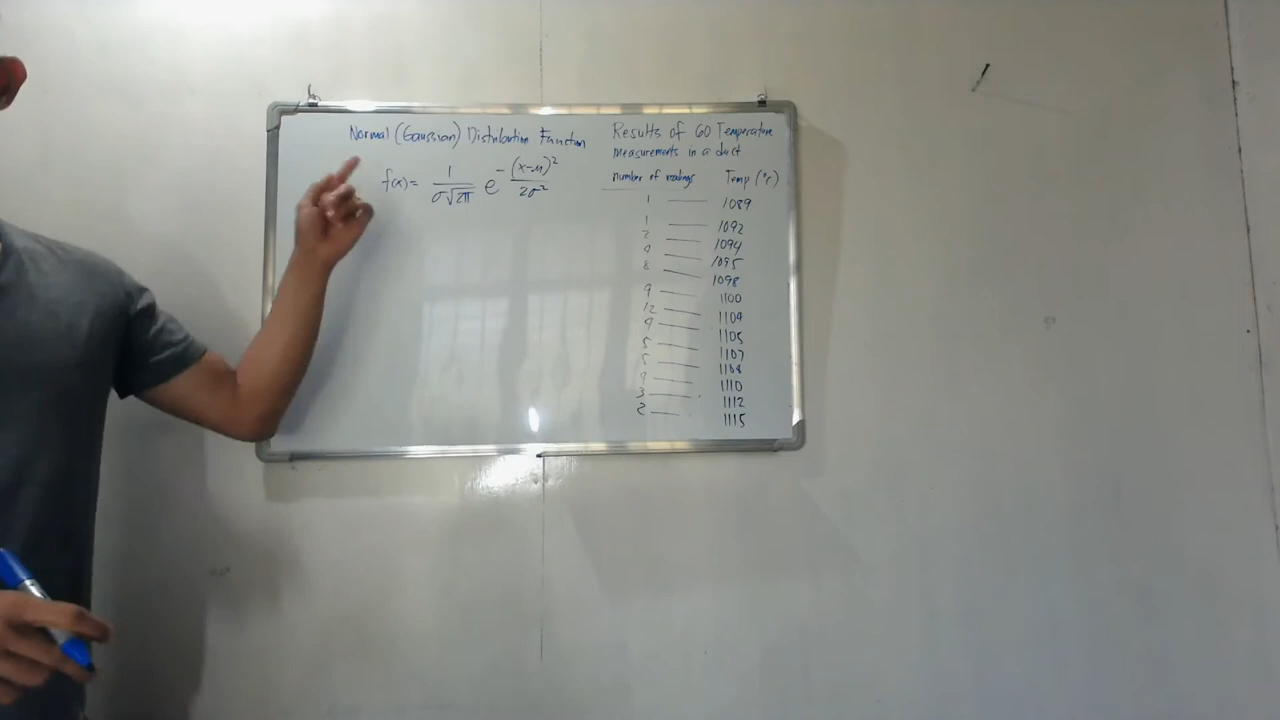 Normal (Gaussian) Distribution Function
f(x) = 1/(σ√2π) e^-(x-μ)²/2σ²
Results of 60 Temperature
measurements in a duct
number of readings Temp (°C)
1 — 1089
1 — 1092
2 — 1094
9 — 1095
8 — 1098
9 — 1100
12 — 1104
9 — 1105
5 — 1107
5 — 1108
9 — 1110
3 — 1112
2 — 1115